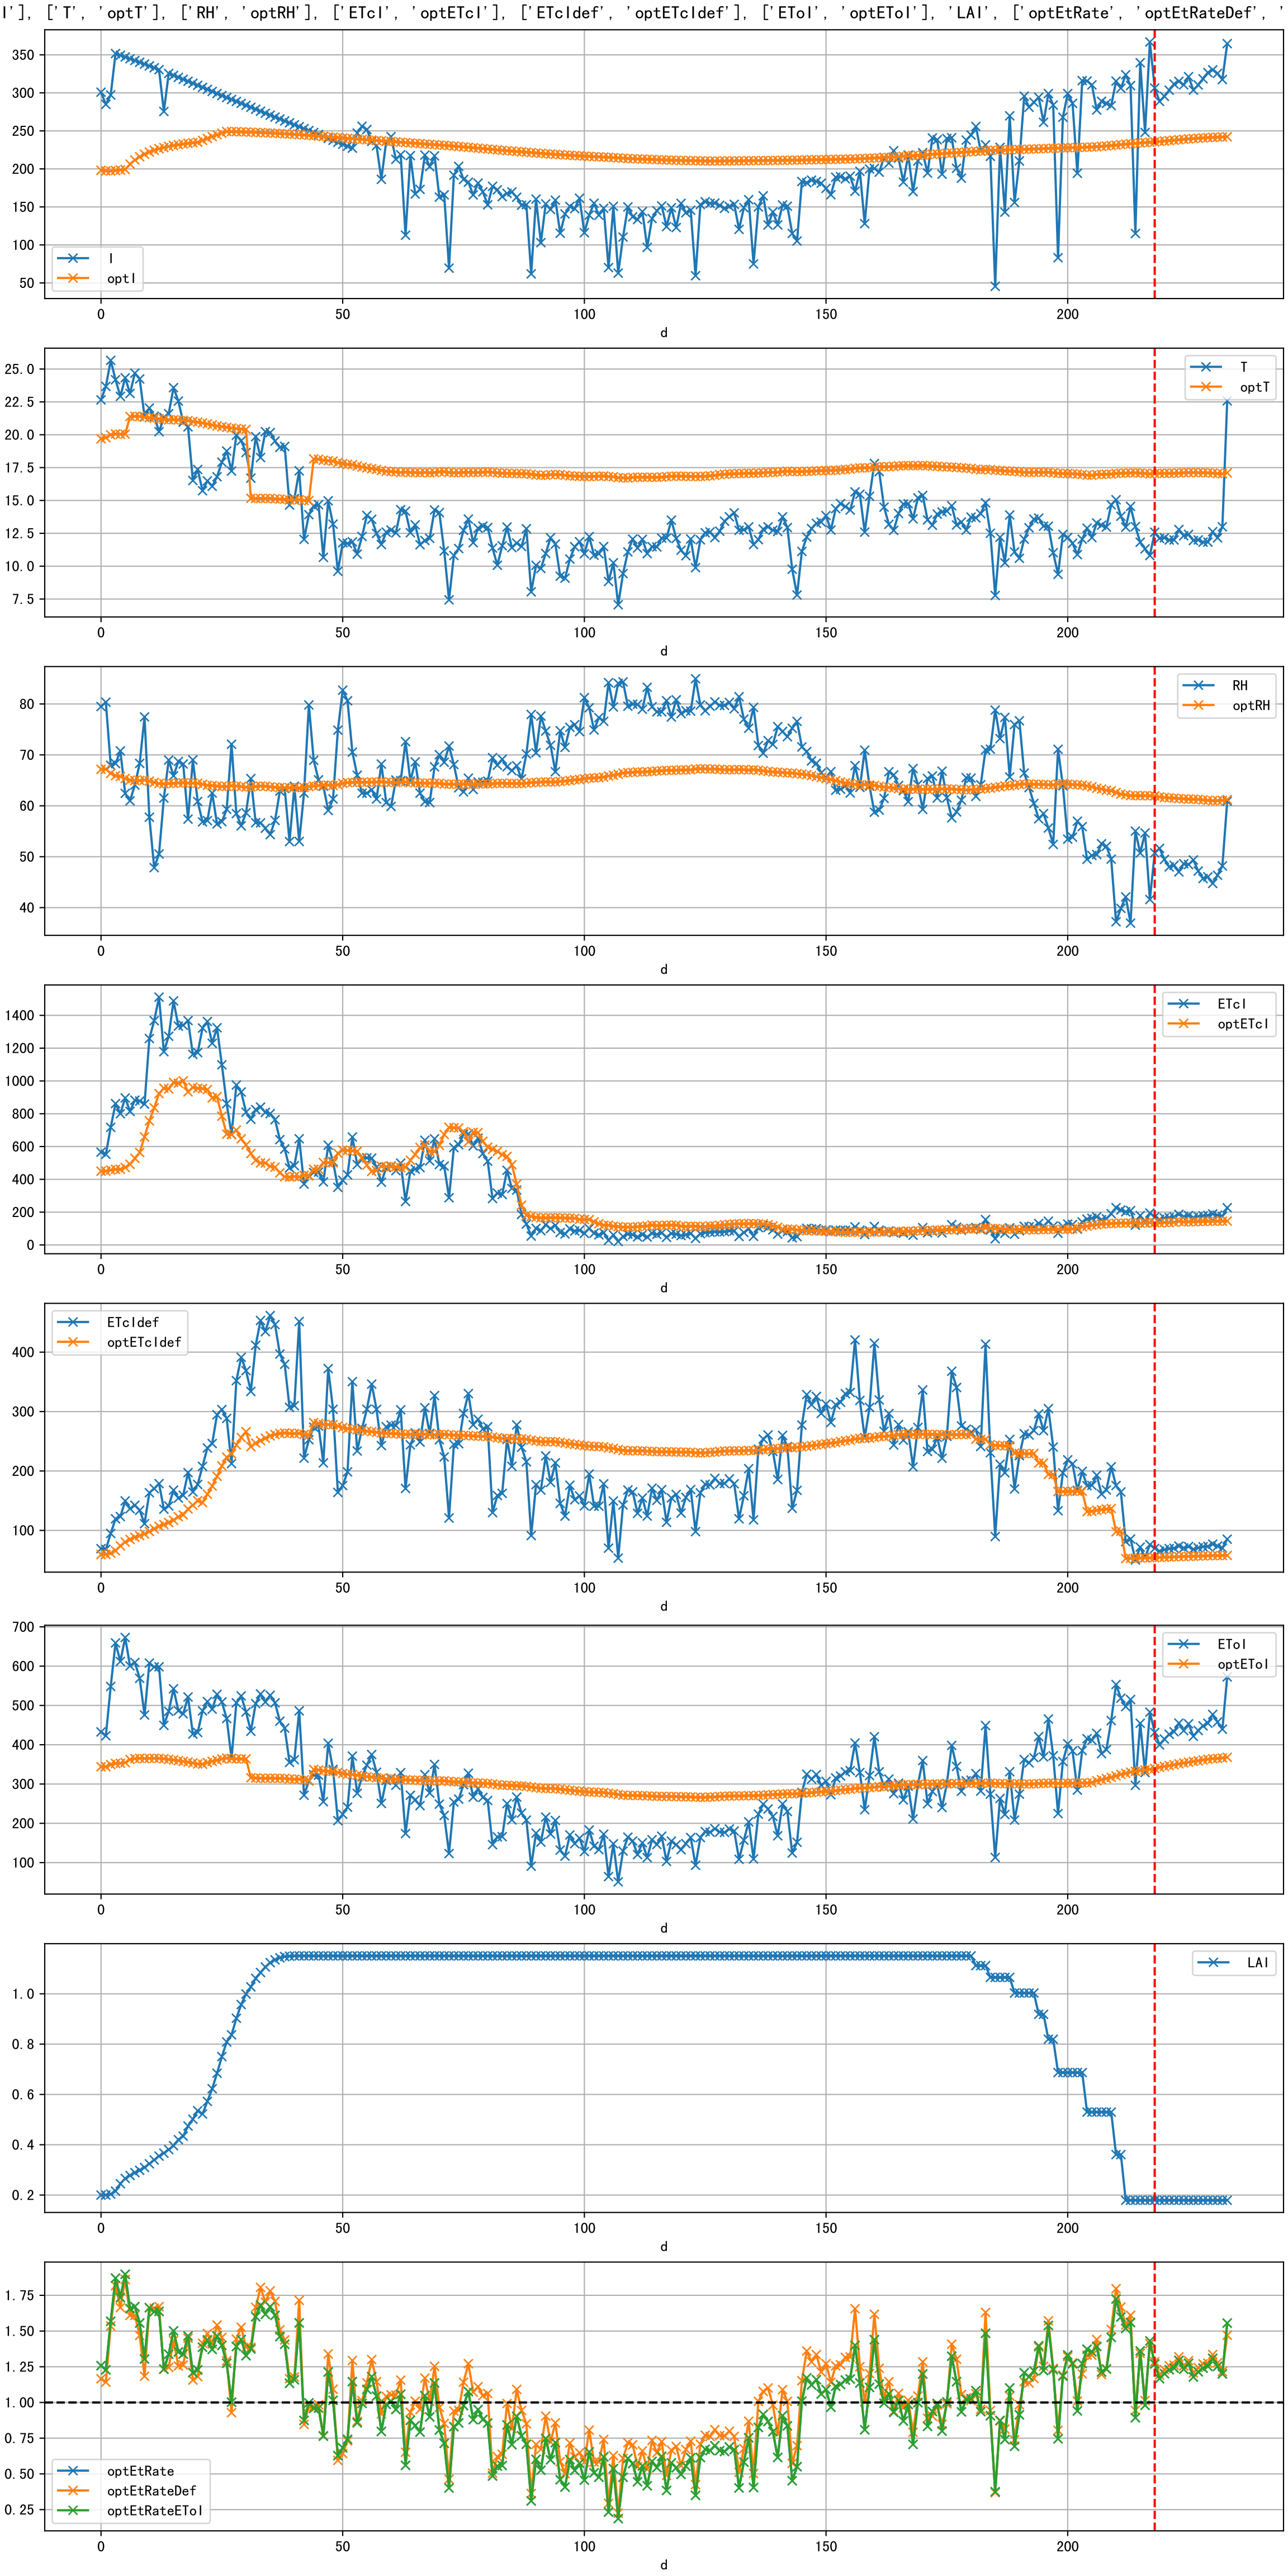 I'], ['T', 'optT'], ['RH', 'optRH'], ['ETcI', 'optETcI'], ['ETcIdef', 'optETcIdef'], ['EToI', 'optEToI'], 'LAI', ['optEtRate', 'optEtRateDef', '
350
300
250
200
150
100
50
I
optI
0 50 100 150 200
d
25.0
22.5
20.0
17.5
15.0
12.5
10.0
7.5
T
optT
0 50 100 150 200
d
80
70
60
50
40
RH
optRH
0 50 100 150 200
d
1400
1200
1000
800
600
400
200
0
ETcI
optETcI
0 50 100 150 200
d
400
300
200
100
ETcIdef
optETcIdef
0 50 100 150 200
d
700
600
500
400
300
200
100
EToI
optEToI
0 50 100 150 200
d
1.0
0.8
0.6
0.4
0.2
LAI
0 50 100 150 200
d
1.75
1.50
1.25
1.00
0.75
0.50
0.25
optEtRate
optEtRateDef
optEtRateEToI
0 50 100 150 200
d